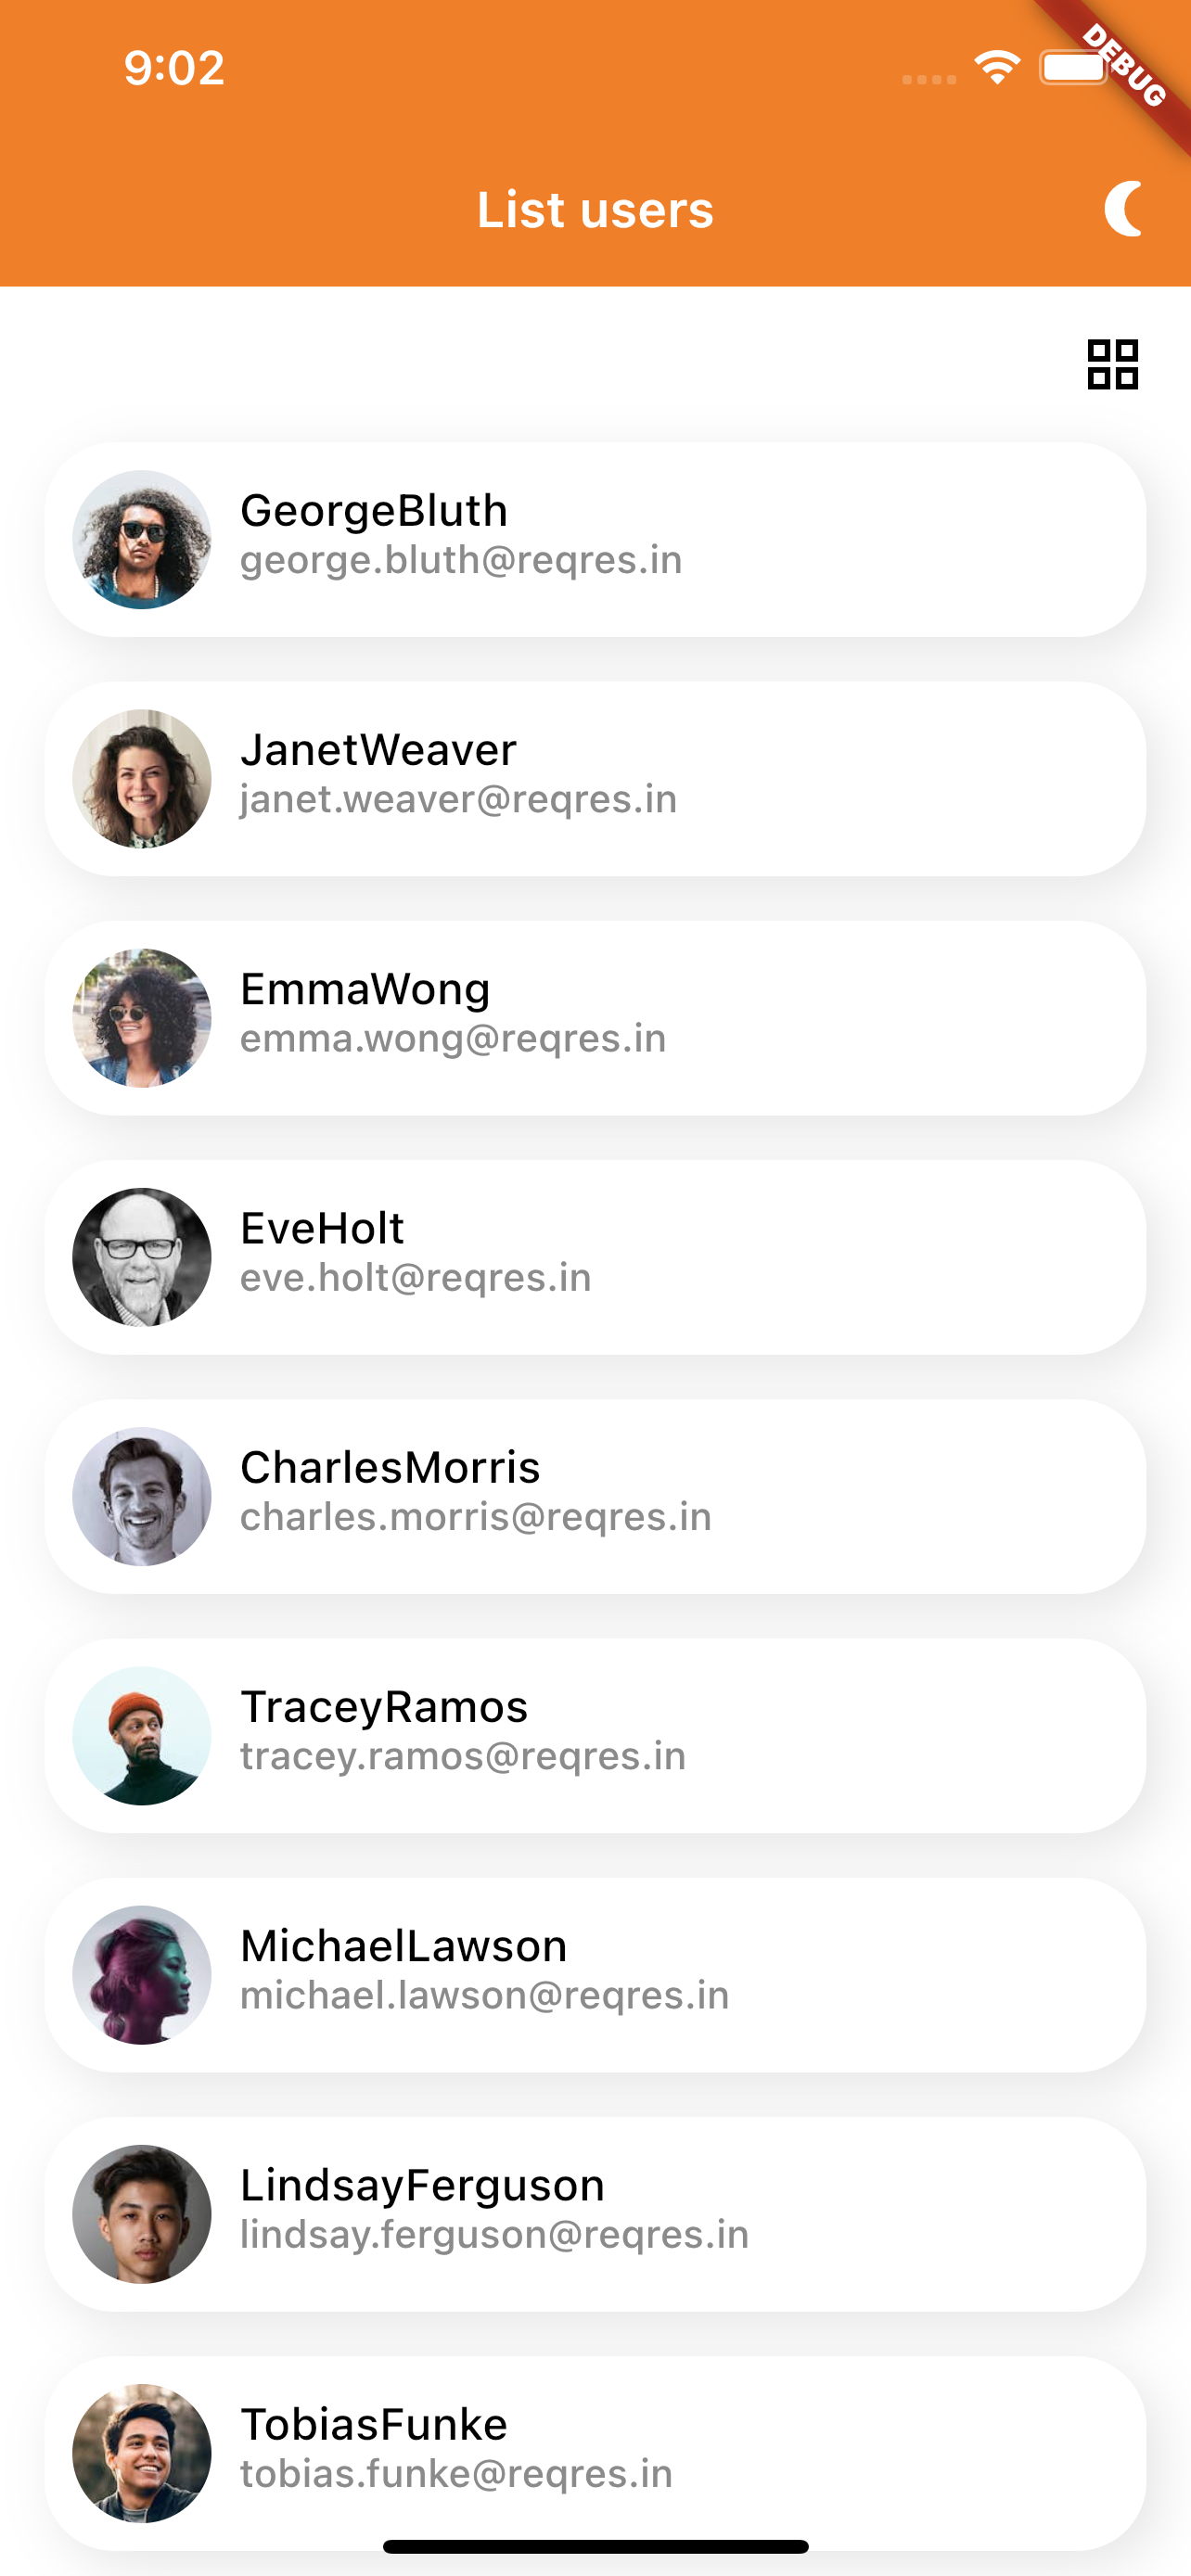 9:02
DEBUG
List users
GeorgeBluth
george.bluth@reqres.in
JanetWeaver
janet.weaver@reqres.in
EmmaWong
emma.wong@reqres.in
EveHolt
eve.holt@reqres.in
CharlesMorris
charles.morris@reqres.in
TraceyRamos
tracey.ramos@reqres.in
MichaelLawson
michael.lawson@reqres.in
LindsayFerguson
lindsay.ferguson@reqres.in
TobiasFunke
tobias.funke@reqres.in